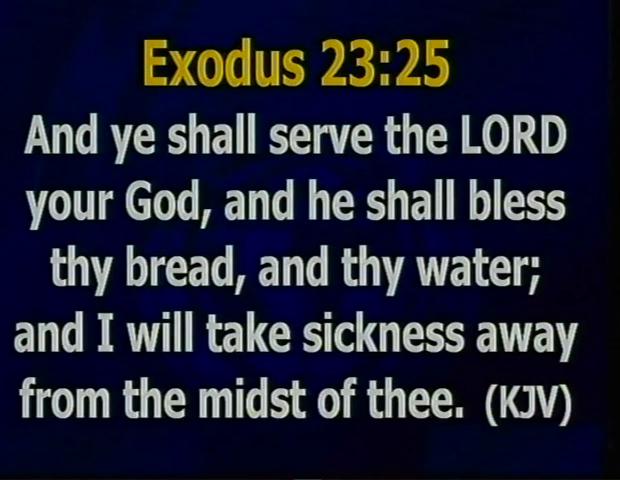 Exodus 23:25
And ye shall serve the LORD
your God, and he shall bless
thy bread, and thy water;
and I will take sickness away
from the midst of thee. (KJV)